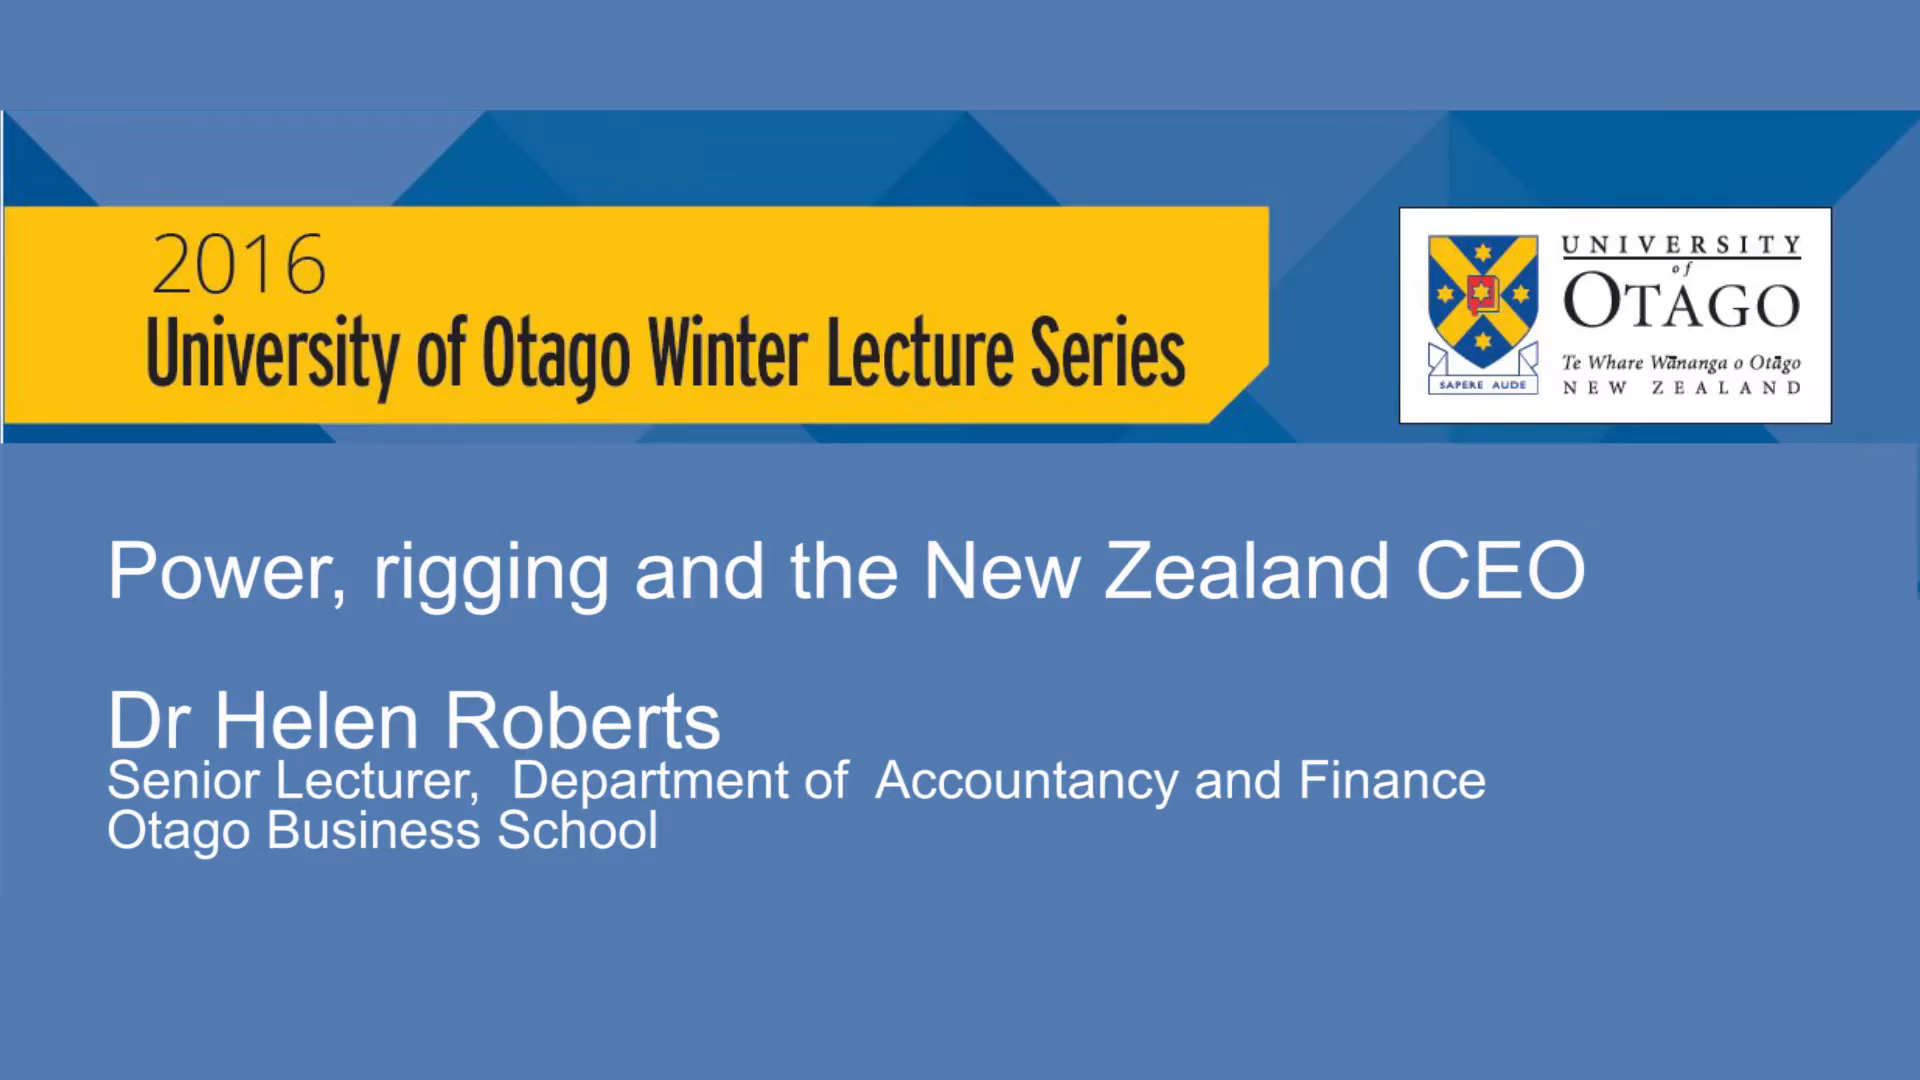 2016
University of Otago Winter Lecture Series
UNIVERSITY
of
OTAGO
Te Whare Wānanga o Otāgo
NEW ZEALAND
SAPERE AUDE
Power, rigging and the New Zealand CEO
Dr Helen Roberts
Senior Lecturer, Department of Accountancy and Finance
Otago Business School